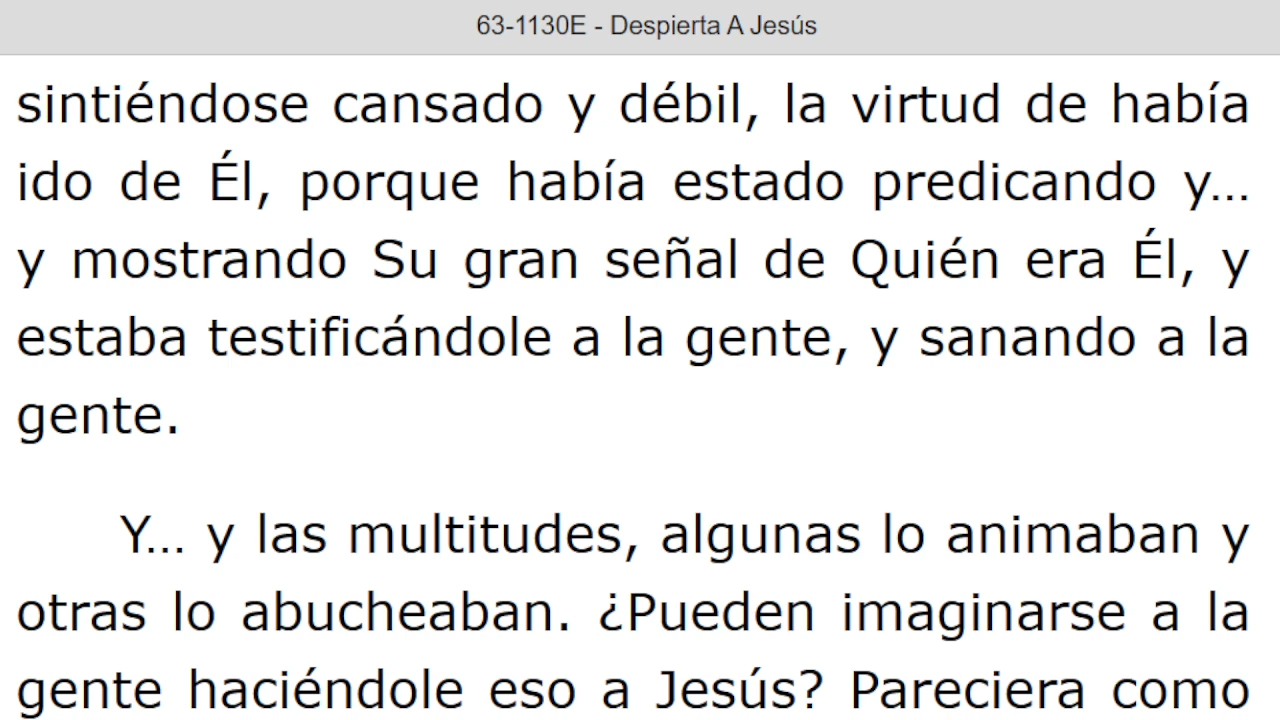 63-1130E - Despierta A Jesús
sintiéndose cansado y débil, la virtud de había
ido de Él, porque había estado predicando y...
y mostrando Su gran señal de Quién era Él, y
estaba testificándole a la gente, y sanando a la
gente.
Y... y las multitudes, algunas lo animaban y
otras lo abucheaban. ¿Pueden imaginarse a la
gente haciéndole eso a Jesús? Pareciera como